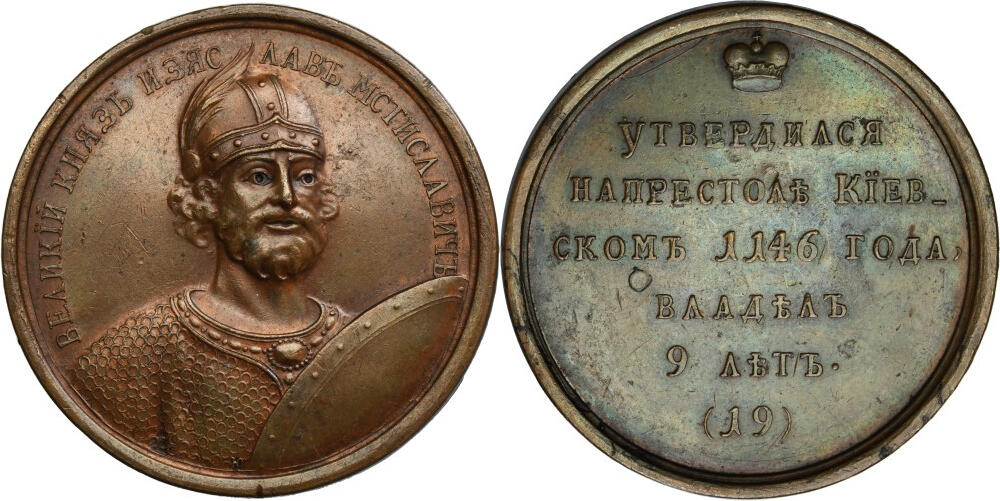 ВЕЛИКІЙ КНЯЗЬ ИЗЯСЛАВЪ МСТИСЛАВИЧЬ
УТВЕРДИЛСЯ
НАПРЕСТОЛѢ КІЕВ_
СКОМЪ 1146 ГОДА,
ВЛАДѢЛЪ
9 ЛѢТЪ.
(19)